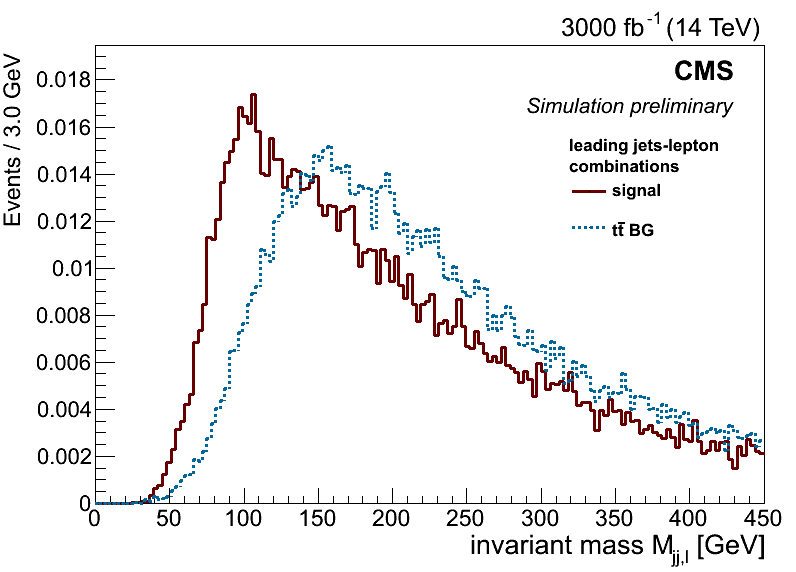 3000 fb⁻¹ (14 TeV)
CMS
Simulation preliminary
leading jets-lepton
combinations
signal
tt̄ BG
Events / 3.0 GeV
0.018
0.016
0.014
0.012
0.01
0.008
0.006
0.004
0.002
0
0 50 100 150 200 250 300 350 400 450
invariant mass M_jj,l [GeV]